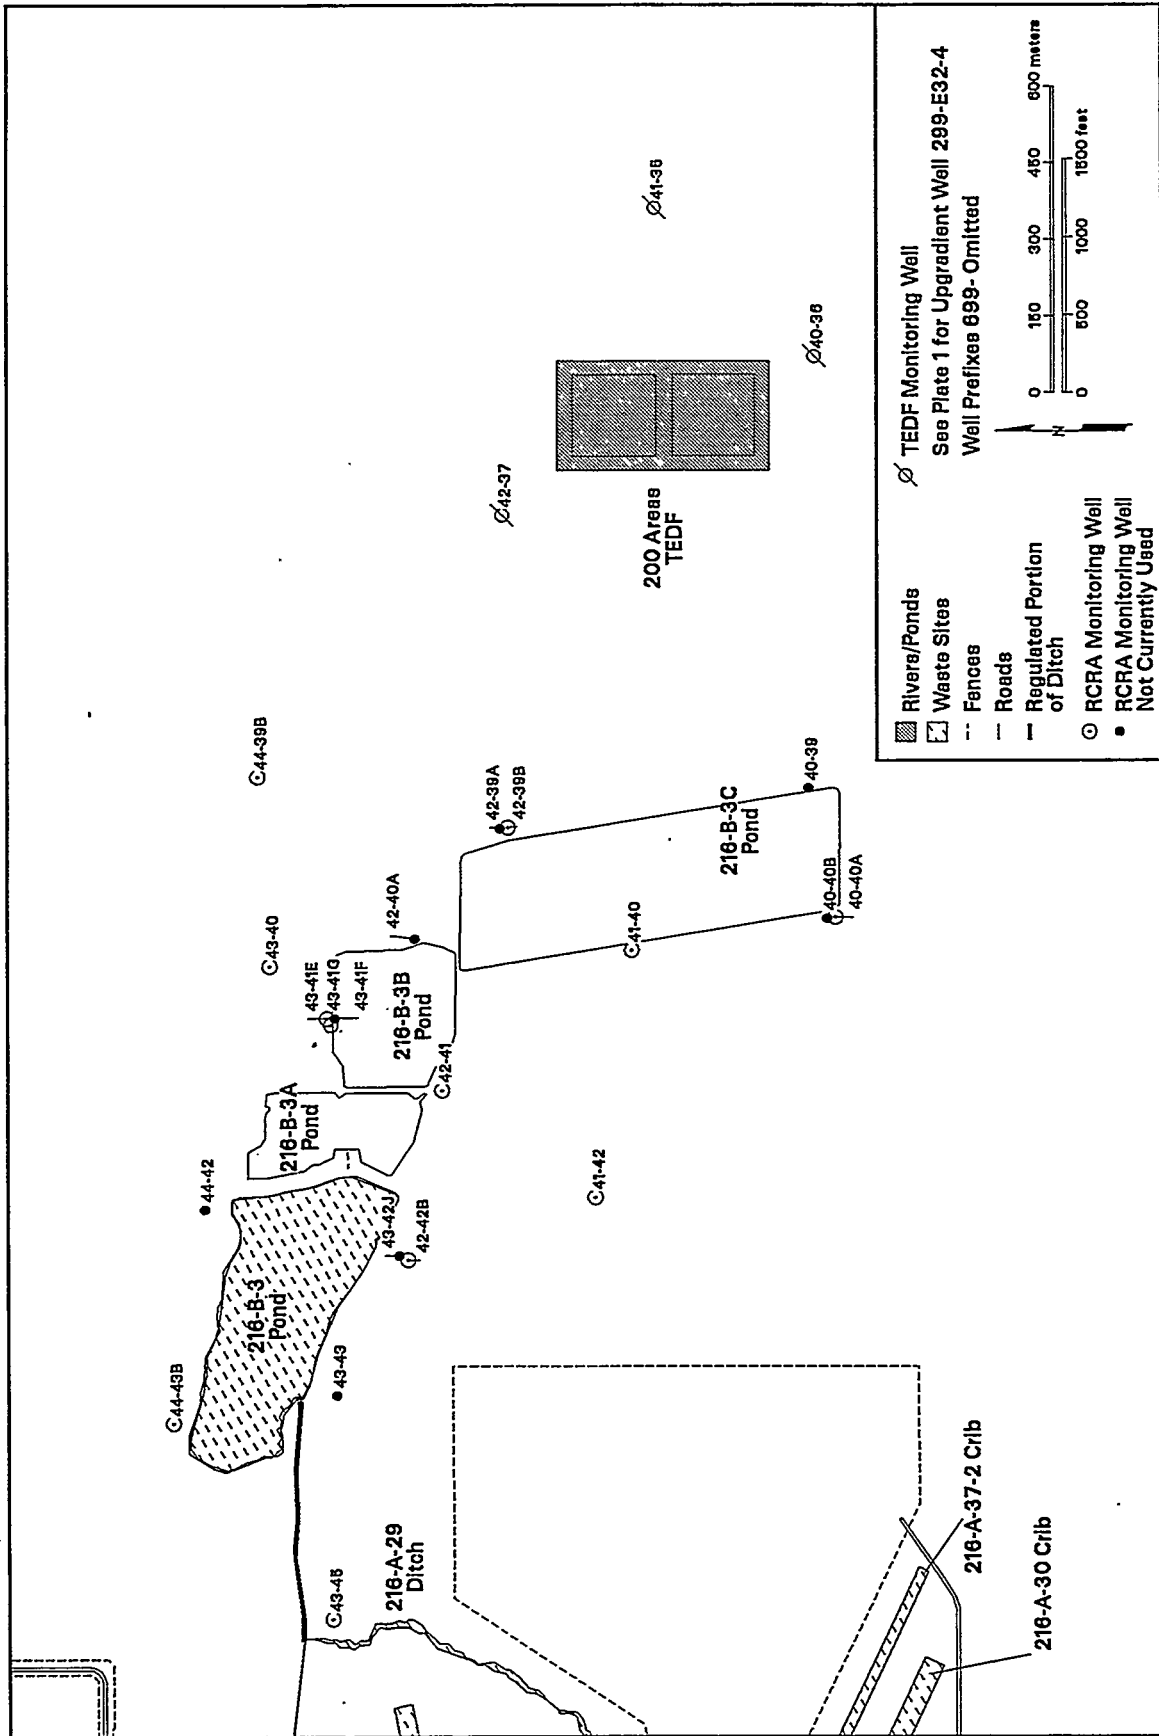 44-43B
44-42
43-40
44-39B
216-B-3
Pond
216-B-3A
Pond
43-41E
43-41G
43-41F
216-B-3B
Pond
42-40A
43-45
43-43
43-42J
42-42B
42-41
216-A-29
Ditch
42-39A
42-39B
42-37
41-42
41-40
216-B-3C
Pond
200 Areas
TEDF
41-35
40-40B
40-40A
40-39
40-36
216-A-37-2 Crib
216-A-30 Crib
Rivers/Ponds
Waste Sites
Fences
Roads
Regulated Portion
of Ditch
RCRA Monitoring Well
RCRA Monitoring Well
Not Currently Used
TEDF Monitoring Well
See Plate 1 for Upgradient Well 299-E32-4
Well Prefixes 699- Omitted
N
0 150 300 450 600 meters
0 500 1000 1500 feet